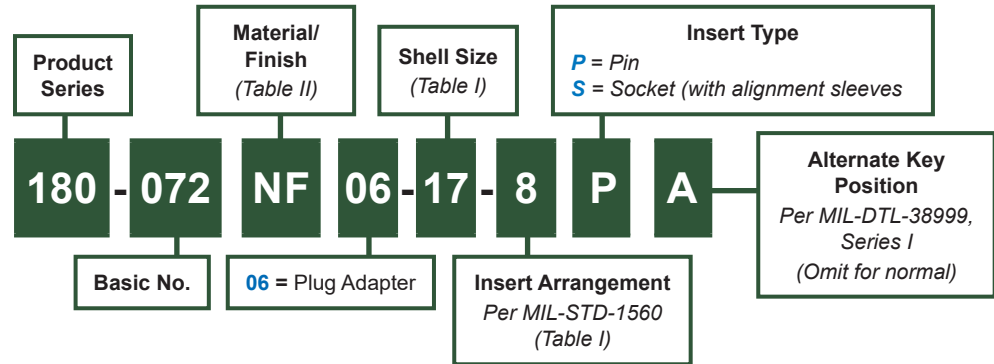 Product
Series
Material/
Finish
(Table II)
Shell Size
(Table I)
Insert Type
P = Pin
S = Socket (with alignment sleeves
180 - 072 NF 06 - 17 - 8 P A
Basic No.
06 = Plug Adapter
Insert Arrangement
Per MIL-STD-1560
(Table I)
Alternate Key
Position
Per MIL-DTL-38999,
Series I
(Omit for normal)